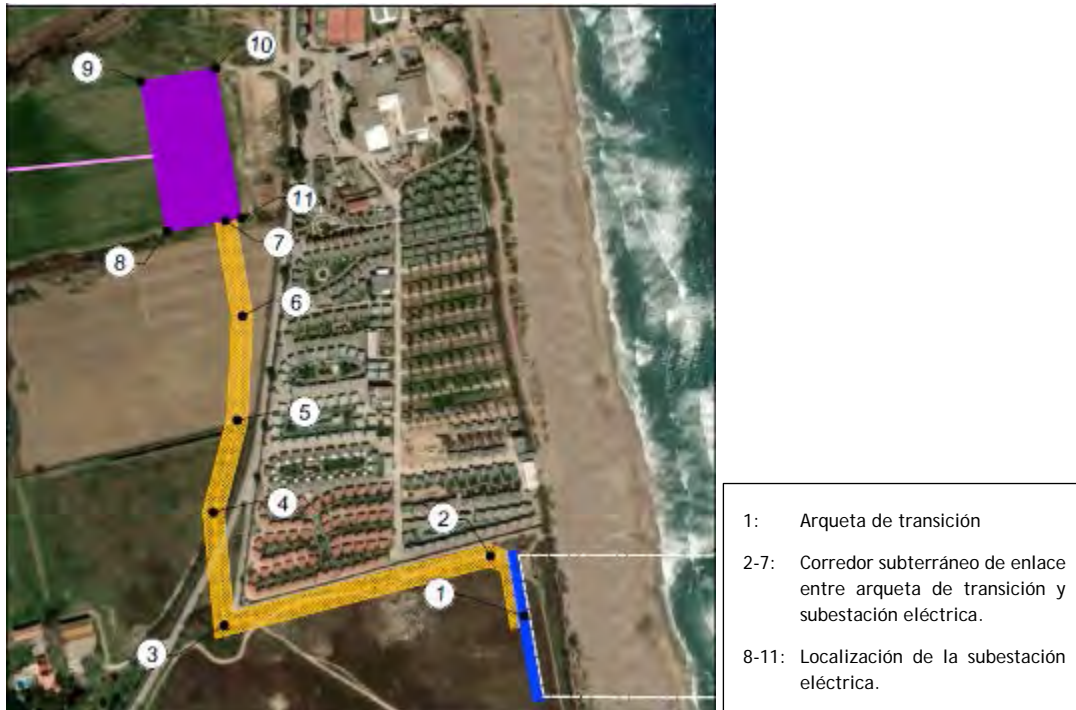 10
9
11
7
8
6
5
4
2
1
3
1: Arqueta de transición
2-7: Corredor subterráneo de enlace
entre arqueta de transición y
subestación eléctrica.
8-11: Localización de la subestación
eléctrica.